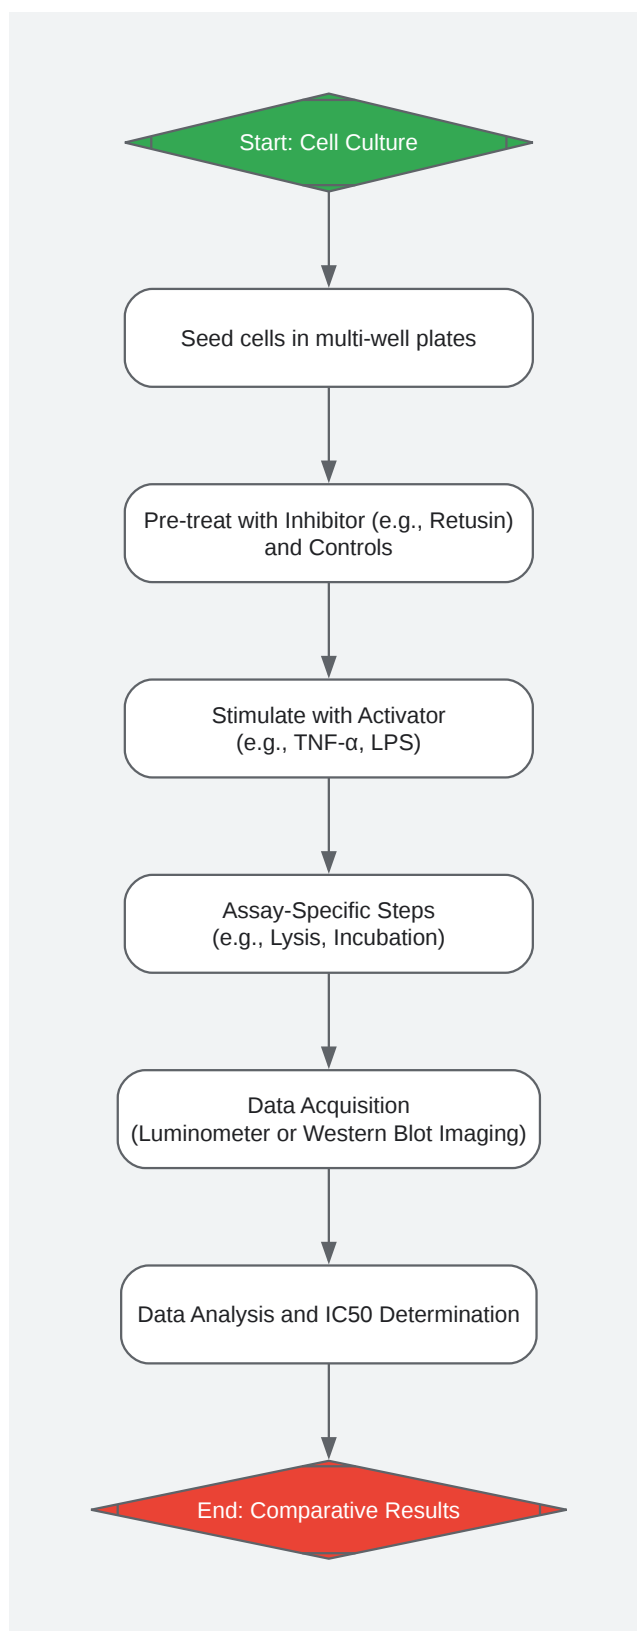 Start: Cell Culture
Seed cells in multi-well plates
Pre-treat with Inhibitor (e.g., Retusin)
and Controls
Stimulate with Activator
(e.g., TNF-α, LPS)
Assay-Specific Steps
(e.g., Lysis, Incubation)
Data Acquisition
(Luminometer or Western Blot Imaging)
Data Analysis and IC50 Determination
End: Comparative Results